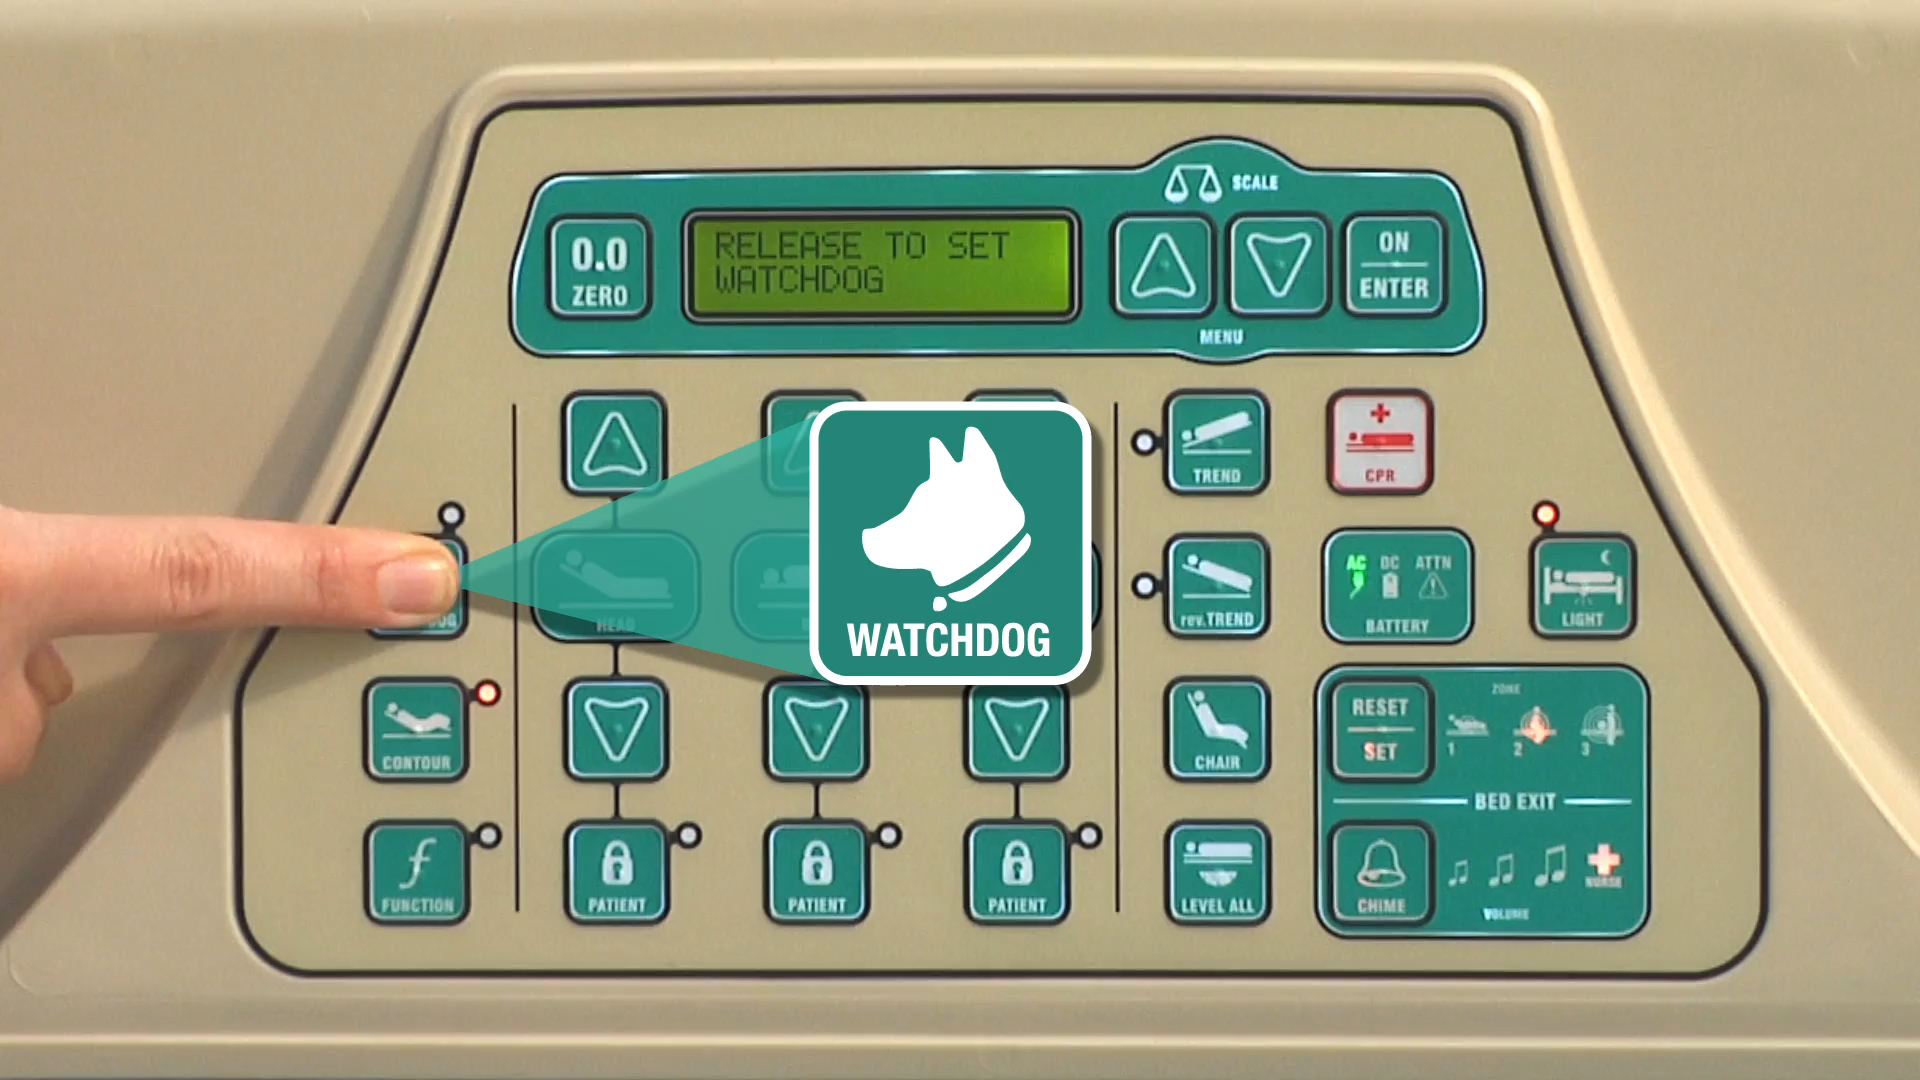 SCALE
0.0
ZERO
RELEASE TO SET
WATCHDOG
ON
ENTER
MENU
TREND
CPR
WATCHDOG
HEAD
rev.TREND
AC DC ATTN
BATTERY
LIGHT
CONTOUR
CHAIR
RESET
SET
ZONE
1 2 3
BED EXIT
FUNCTION
PATIENT
PATIENT
PATIENT
LEVEL ALL
CHIME
NURSE
VOLUME